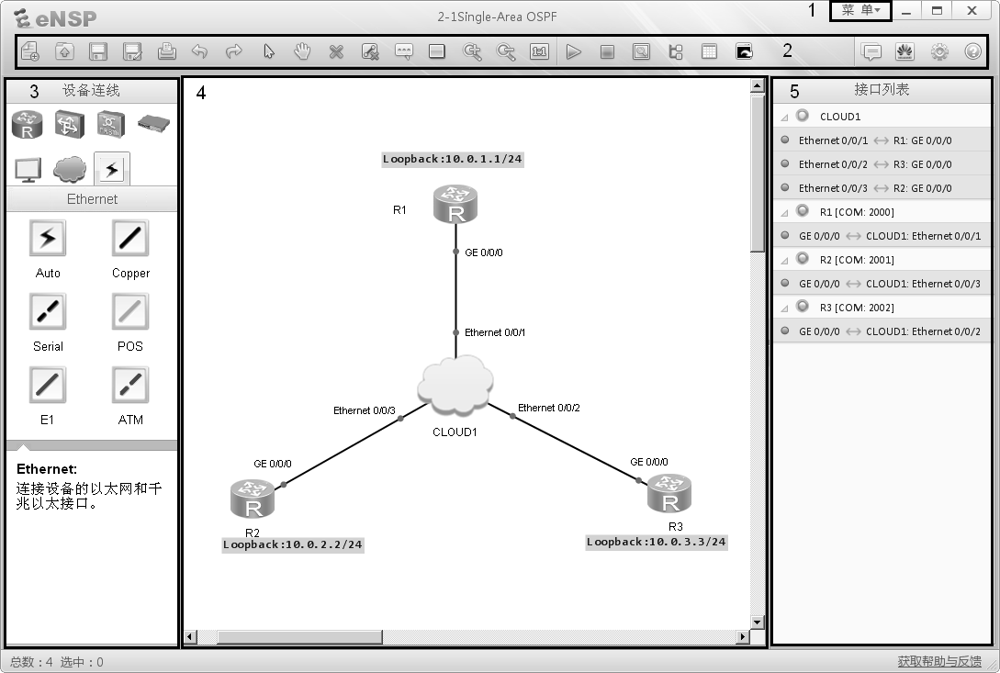 eNSP
2-1Single-Area OSPF
1
菜 单
2
1:1
3 设备连线
R
Ethernet
Auto
Copper
Serial
POS
E1
ATM
Ethernet:
连接设备的以太网和千
兆以太接口。
4
Loopback:10.0.1.1/24
R1
R
GE 0/0/0
Ethernet 0/0/1
Ethernet 0/0/3
Ethernet 0/0/2
CLOUD1
GE 0/0/0
GE 0/0/0
R
R
R2
R3
Loopback:10.0.2.2/24
Loopback:10.0.3.3/24
5 接口列表
CLOUD1
Ethernet 0/0/1 ↔ R1: GE 0/0/0
Ethernet 0/0/2 ↔ R3: GE 0/0/0
Ethernet 0/0/3 ↔ R2: GE 0/0/0
R1 [COM: 2000]
GE 0/0/0 ↔ CLOUD1: Ethernet 0/0/1
R2 [COM: 2001]
GE 0/0/0 ↔ CLOUD1: Ethernet 0/0/3
R3 [COM: 2002]
GE 0/0/0 ↔ CLOUD1: Ethernet 0/0/2
总数：4 选中：0
获取帮助与反馈